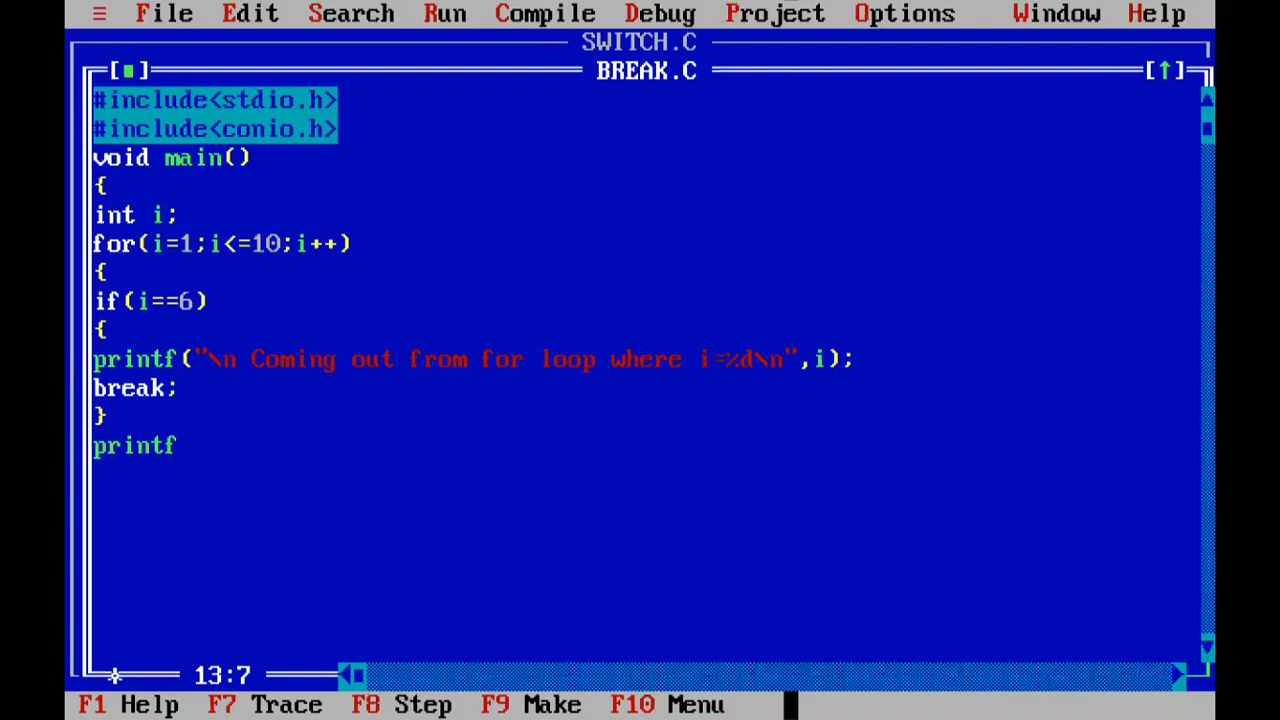 ≡ File Edit Search Run Compile Debug Project Options Window Help
SWITCH.C
[■] BREAK.C [↑]
#include<stdio.h>
#include<conio.h>
void main()
{
int i;
for(i=1;i<=10;i++)
{
if(i==6)
{
printf("\n Coming out from for loop where i=%d\n",i);
break;
}
printf
13:7
F1 Help F7 Trace F8 Step F9 Make F10 Menu